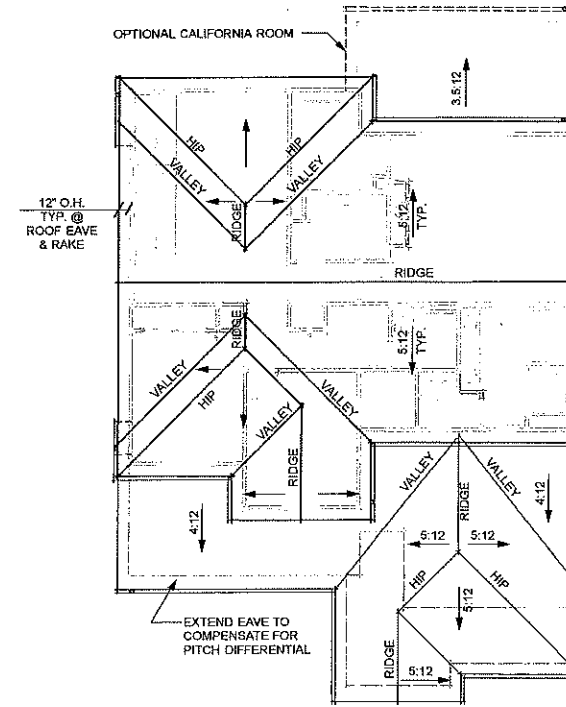 OPTIONAL CALIFORNIA ROOM
3.5:12
HIP
HIP
VALLEY
VALLEY
RIDGE
12" O.H.
TYP. @
ROOF EAVE
& RAKE
5:12
TYP.
RIDGE
RIDGE
5:12
TYP.
VALLEY
HIP
VALLEY
VALLEY
RIDGE
VALLEY
RIDGE
VALLEY
4:12
4:12
5:12
5:12
HIP
HIP
5:12
EXTEND EAVE TO
COMPENSATE FOR
PITCH DIFFERENTIAL
RIDGE
5:12